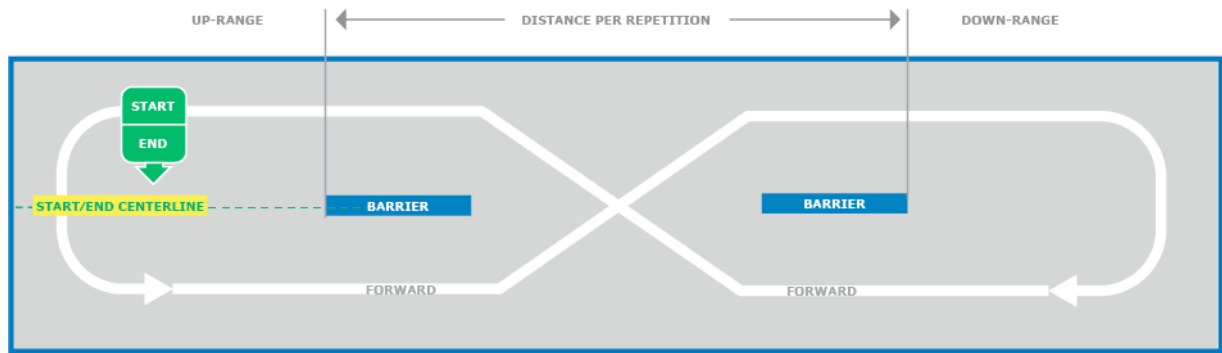 UP-RANGE
DISTANCE PER REPETITION
DOWN-RANGE
START
END
START/END CENTERLINE
BARRIER
BARRIER
FORWARD
FORWARD